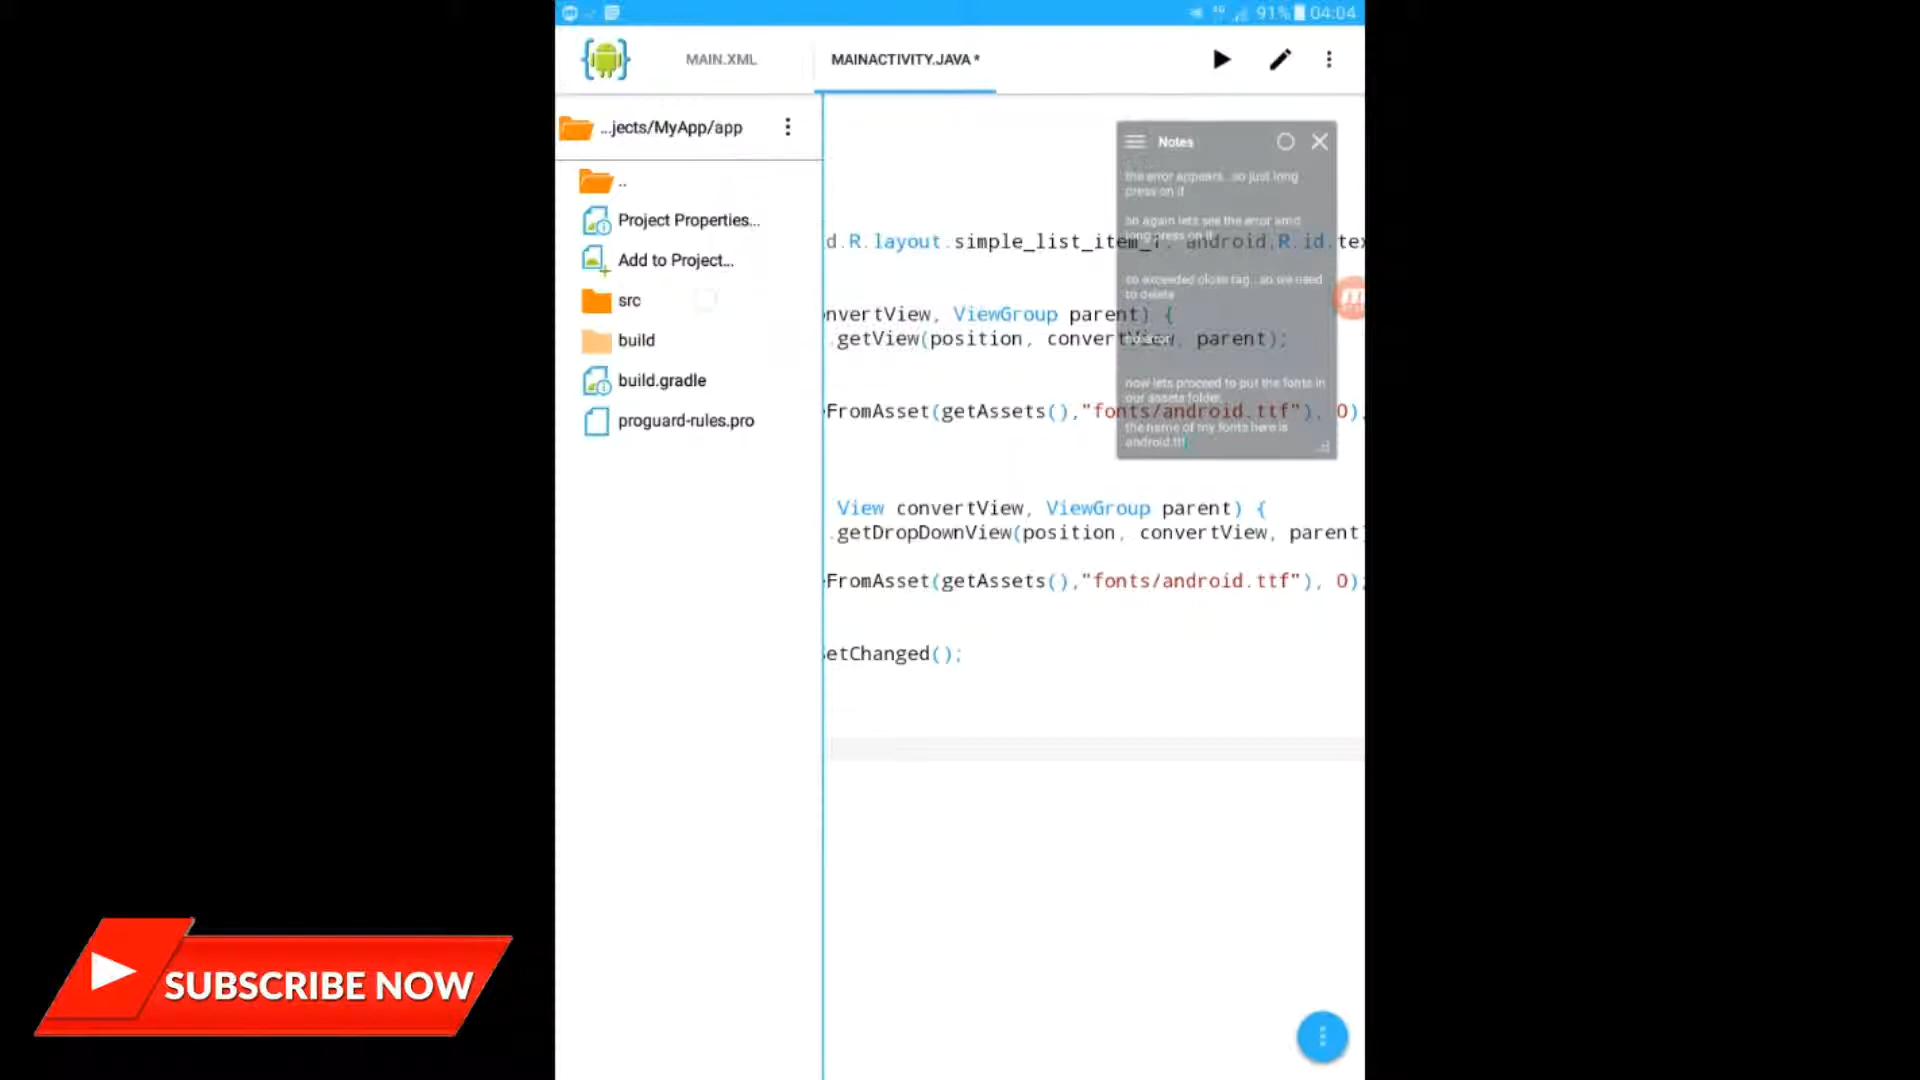 91% 04:04
MAIN.XML
MAINACTIVITY.JAVA *
...jects/MyApp/app
..
Project Properties...
Add to Project...
src
build
build.gradle
proguard-rules.pro
Notes
the error appears...so just long
press on it
so again lets see the error amd
long press on it
so exceeded close tag...so we need
to delete
no error
now lets proceed to put the fonts in
our assets folder.
the name of my fonts here is
android.ttf
d.R.layout.simple_list_item_1, android.R.id.tex
nvertView, ViewGroup parent) {
.getView(position, convertView, parent);
FromAsset(getAssets(),"fonts/android.ttf"), 0)
View convertView, ViewGroup parent) {
.getDropDownView(position, convertView, parent
FromAsset(getAssets(),"fonts/android.ttf"), 0);
etChanged();
SUBSCRIBE NOW